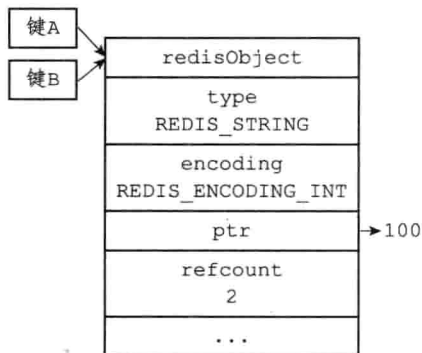 键A
键B
redisObject
type
REDIS_STRING
encoding
REDIS_ENCODING_INT
ptr
100
refcount
2
...